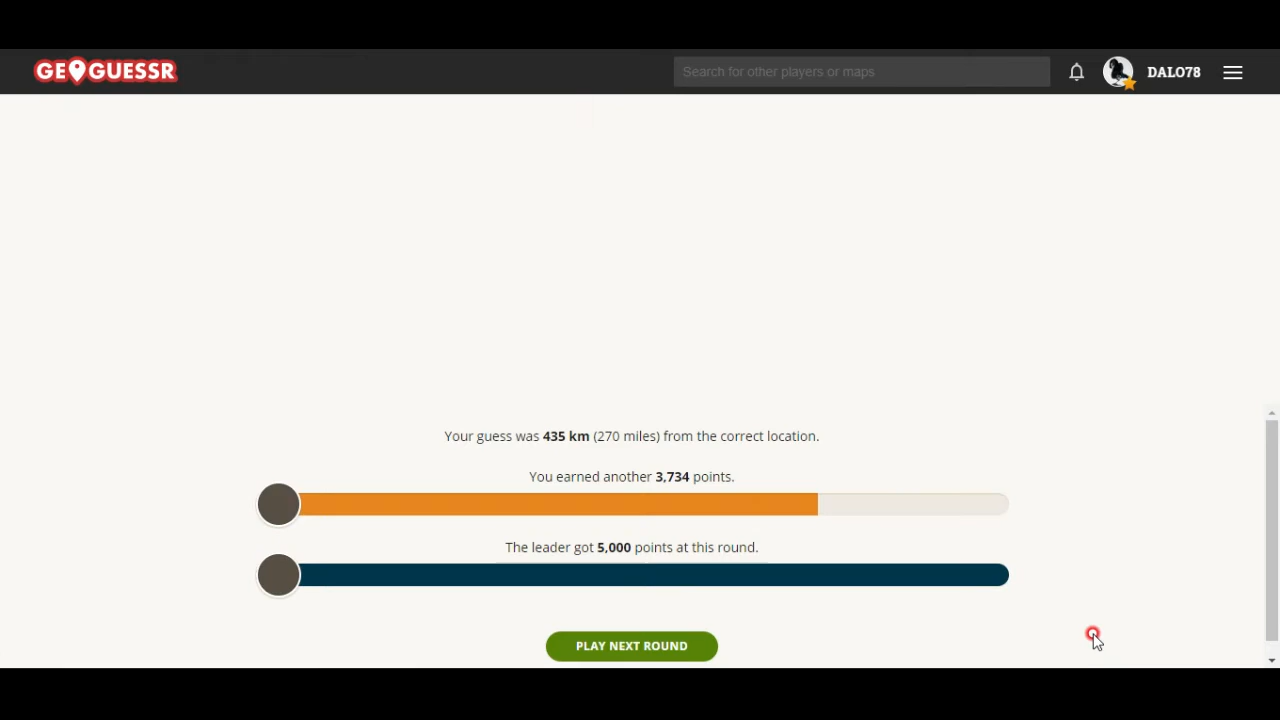 GEOGUESSR
Search for other players or maps
DALO78
Your guess was 435 km (270 miles) from the correct location.
You earned another 3,734 points.
The leader got 5,000 points at this round.
PLAY NEXT ROUND